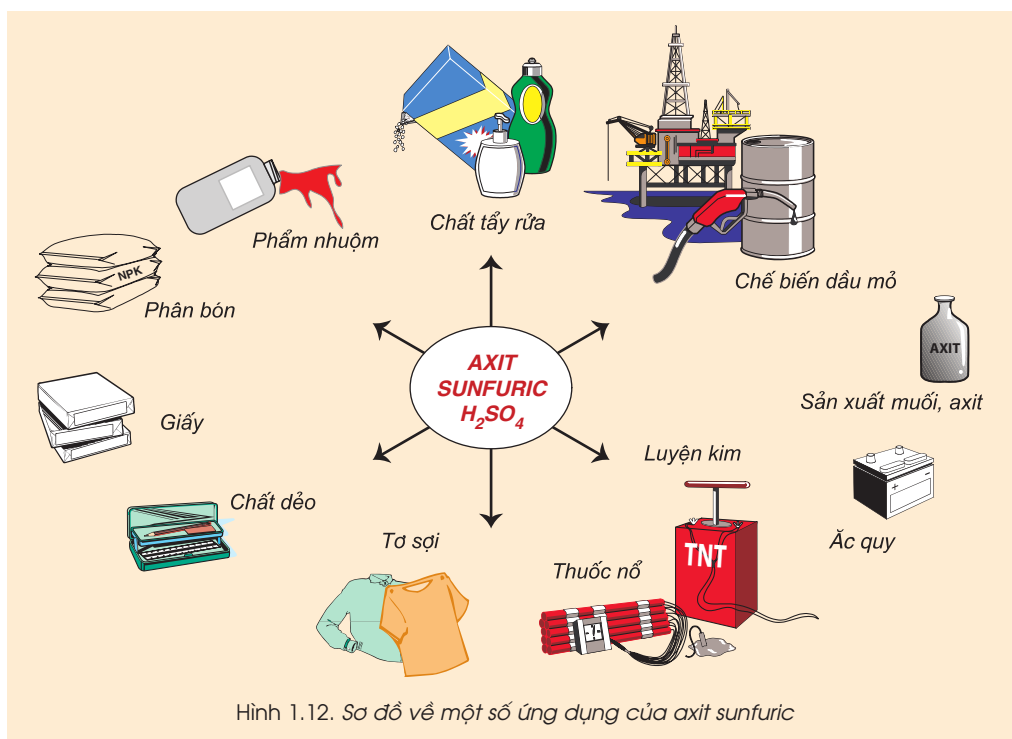 Chất tẩy rửa
Phẩm nhuộm
Chế biến dầu mỏ
NPK
Phân bón
AXIT
Sản xuất muối, axit
AXIT
SUNFURIC
H₂SO₄
Giấy
Luyện kim
Chất dẻo
Ăc quy
Tơ sợi
TNT
Thuốc nổ
Hình 1.12. Sơ đồ về một số ứng dụng của axit sunfuric